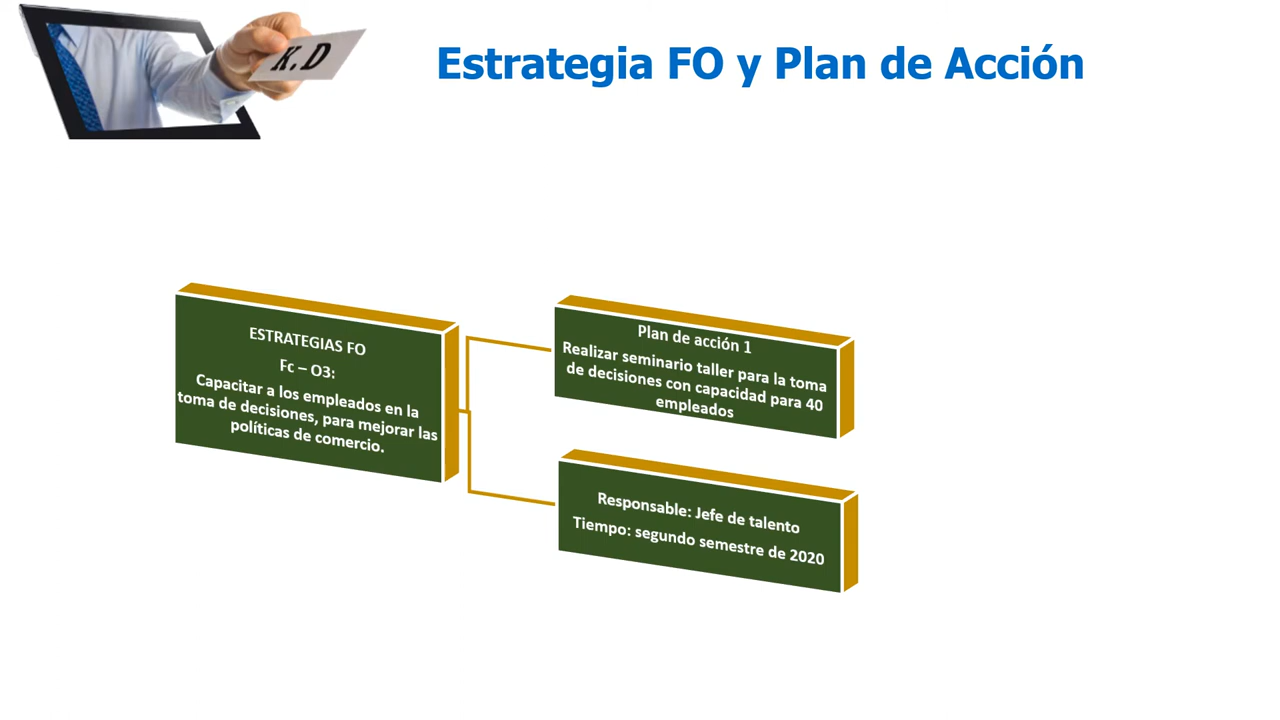 K.D
Estrategia FO y Plan de Acción
ESTRATEGIAS FO
Fc – O3:
Capacitar a los empleados en la
toma de decisiones, para mejorar las
políticas de comercio.
Plan de acción 1
Realizar seminario taller para la toma
de decisiones con capacidad para 40
empleados
Responsable: Jefe de talento
Tiempo: segundo semestre de 2020